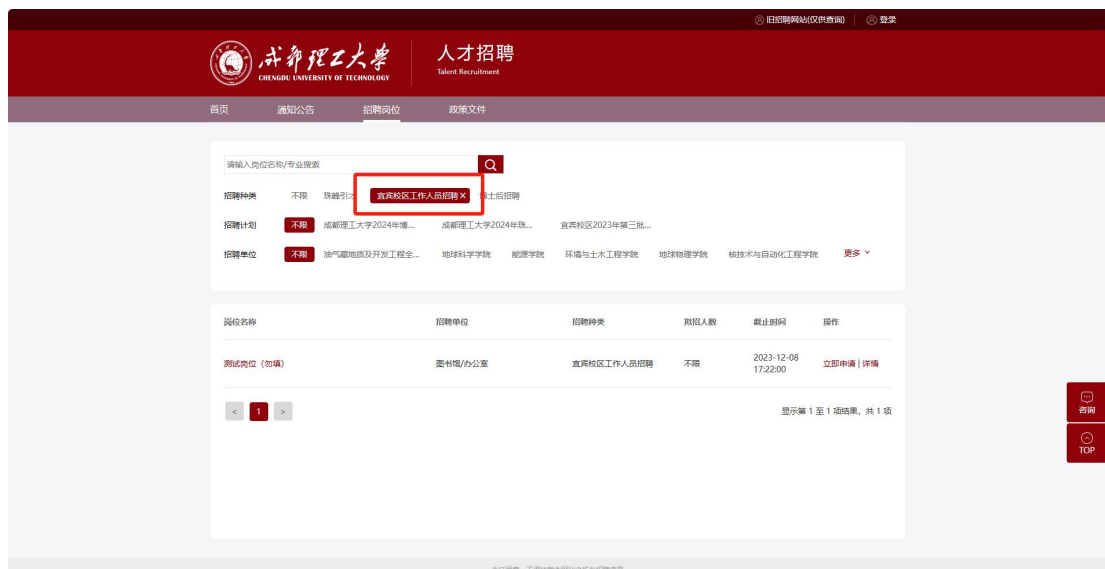 旧招聘网站(仅供查询) 登录
成都理工大学 人才招聘
CHENGDU UNIVERSITY OF TECHNOLOGY Talent Recruitment
首页 通知公告 招聘岗位 政策文件
请输入岗位名称/专业搜索
招聘种类 不限 珠峰引才 宜宾校区工作人员招聘× 博士后招聘
招聘计划 不限 成都理工大学2024年博... 成都理工大学2024年珠... 宜宾校区2023年第三批...
招聘单位 不限 油气藏地质及开发工程全... 地球科学学院 能源学院 环境与土木工程学院 地球物理学院 核技术与自动化工程学院 更多
岗位名称 招聘单位 招聘种类 拟招人数 截止时间 操作
测试岗位(勿填) 图书馆/办公室 宜宾校区工作人员招聘 不限 2023-12-08 17:22:00 立即申请 | 详情
< 1 > 显示第 1 至 1 项结果,共 1 项
咨询
TOP